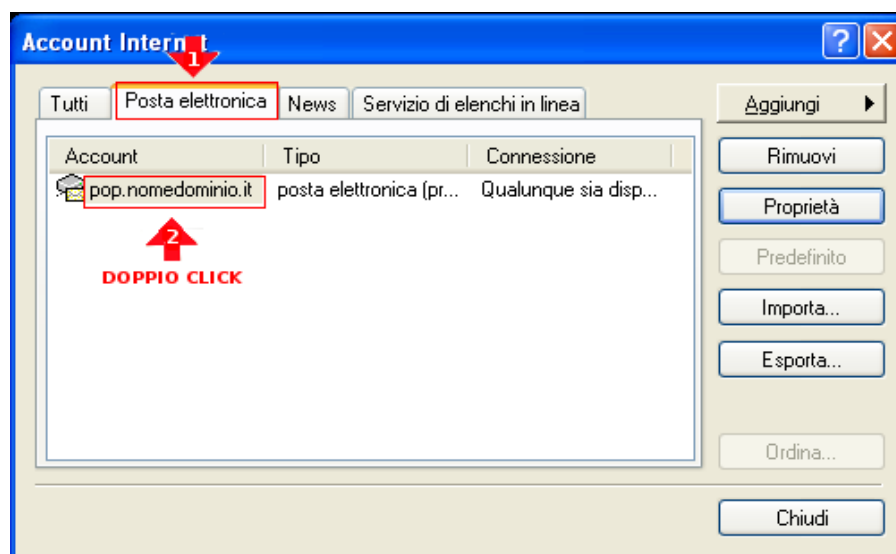 Account Internet
1
Tutti Posta elettronica News Servizio di elenchi in linea
Aggiungi
Account Tipo Connessione
Rimuovi
pop.nomedominio.it posta elettronica (pr... Qualunque sia disp...
Proprietà
2
DOPPIO CLICK
Predefinito
Importa...
Esporta...
Ordina...
Chiudi